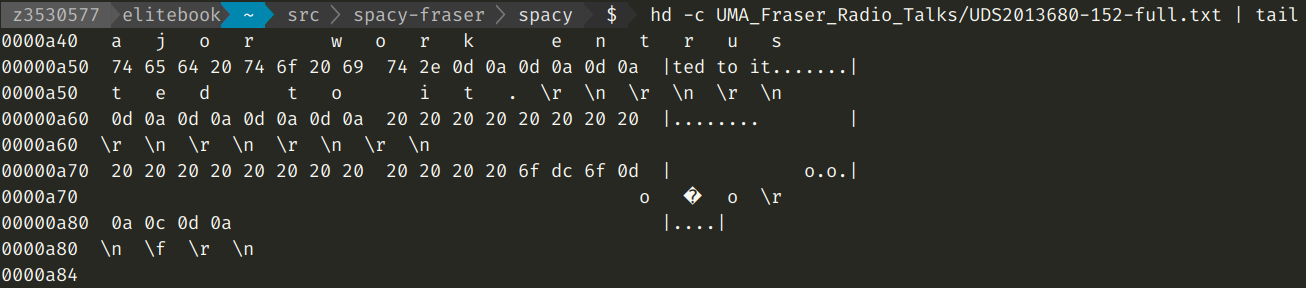 z3530577 elitebook ~ src > spacy-fraser > spacy $ hd -c UMA_Fraser_Radio_Talks/UDS2013680-152-full.txt | tail
0000a40   a   j   o   r       w   o   r   k       e   n   t   r   u   s
00000a50  74 65 64 20 74 6f 20 69  74 2e 0d 0a 0d 0a 0d 0a  |ted to it.......|
0000a50   t   e   d       t   o       i   t   .  \r  \n  \r  \n  \r  \n
00000a60  0d 0a 0d 0a 0d 0a 0d 0a  20 20 20 20 20 20 20 20  |........        |
0000a60  \r  \n  \r  \n  \r  \n  \r  \n
00000a70  20 20 20 20 20 20 20 20  20 20 20 20 6f dc 6f 0d  |            o.o.|
0000a70                                                   o   �   o  \r
00000a80  0a 0c 0d 0a                                       |....|
0000a80  \n  \f  \r  \n
0000a84